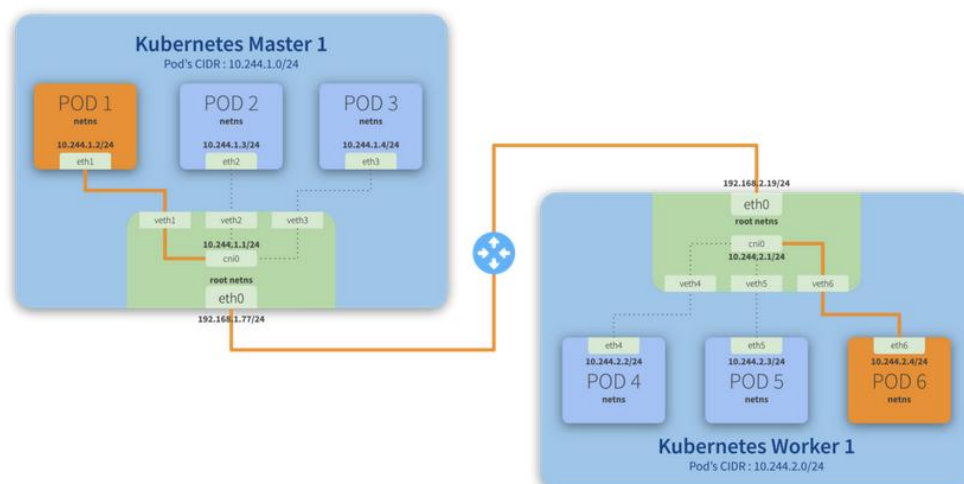 Kubernetes Master 1
Pod's CIDR : 10.244.1.0/24
POD 1
netns
10.244.1.2/24
eth1
POD 2
netns
10.244.1.3/24
eth2
POD 3
netns
10.244.1.4/24
eth3
veth1
veth2
veth3
10.244.1.1/24
cni0
root netns
eth0
192.168.1.77/24
192.168.2.19/24
eth0
root netns
cni0
10.244.2.1/24
veth4
veth5
veth6
eth4
10.244.2.2/24
POD 4
netns
eth5
10.244.2.3/24
POD 5
netns
eth6
10.244.2.4/24
POD 6
netns
Kubernetes Worker 1
Pod's CIDR : 10.244.2.0/24